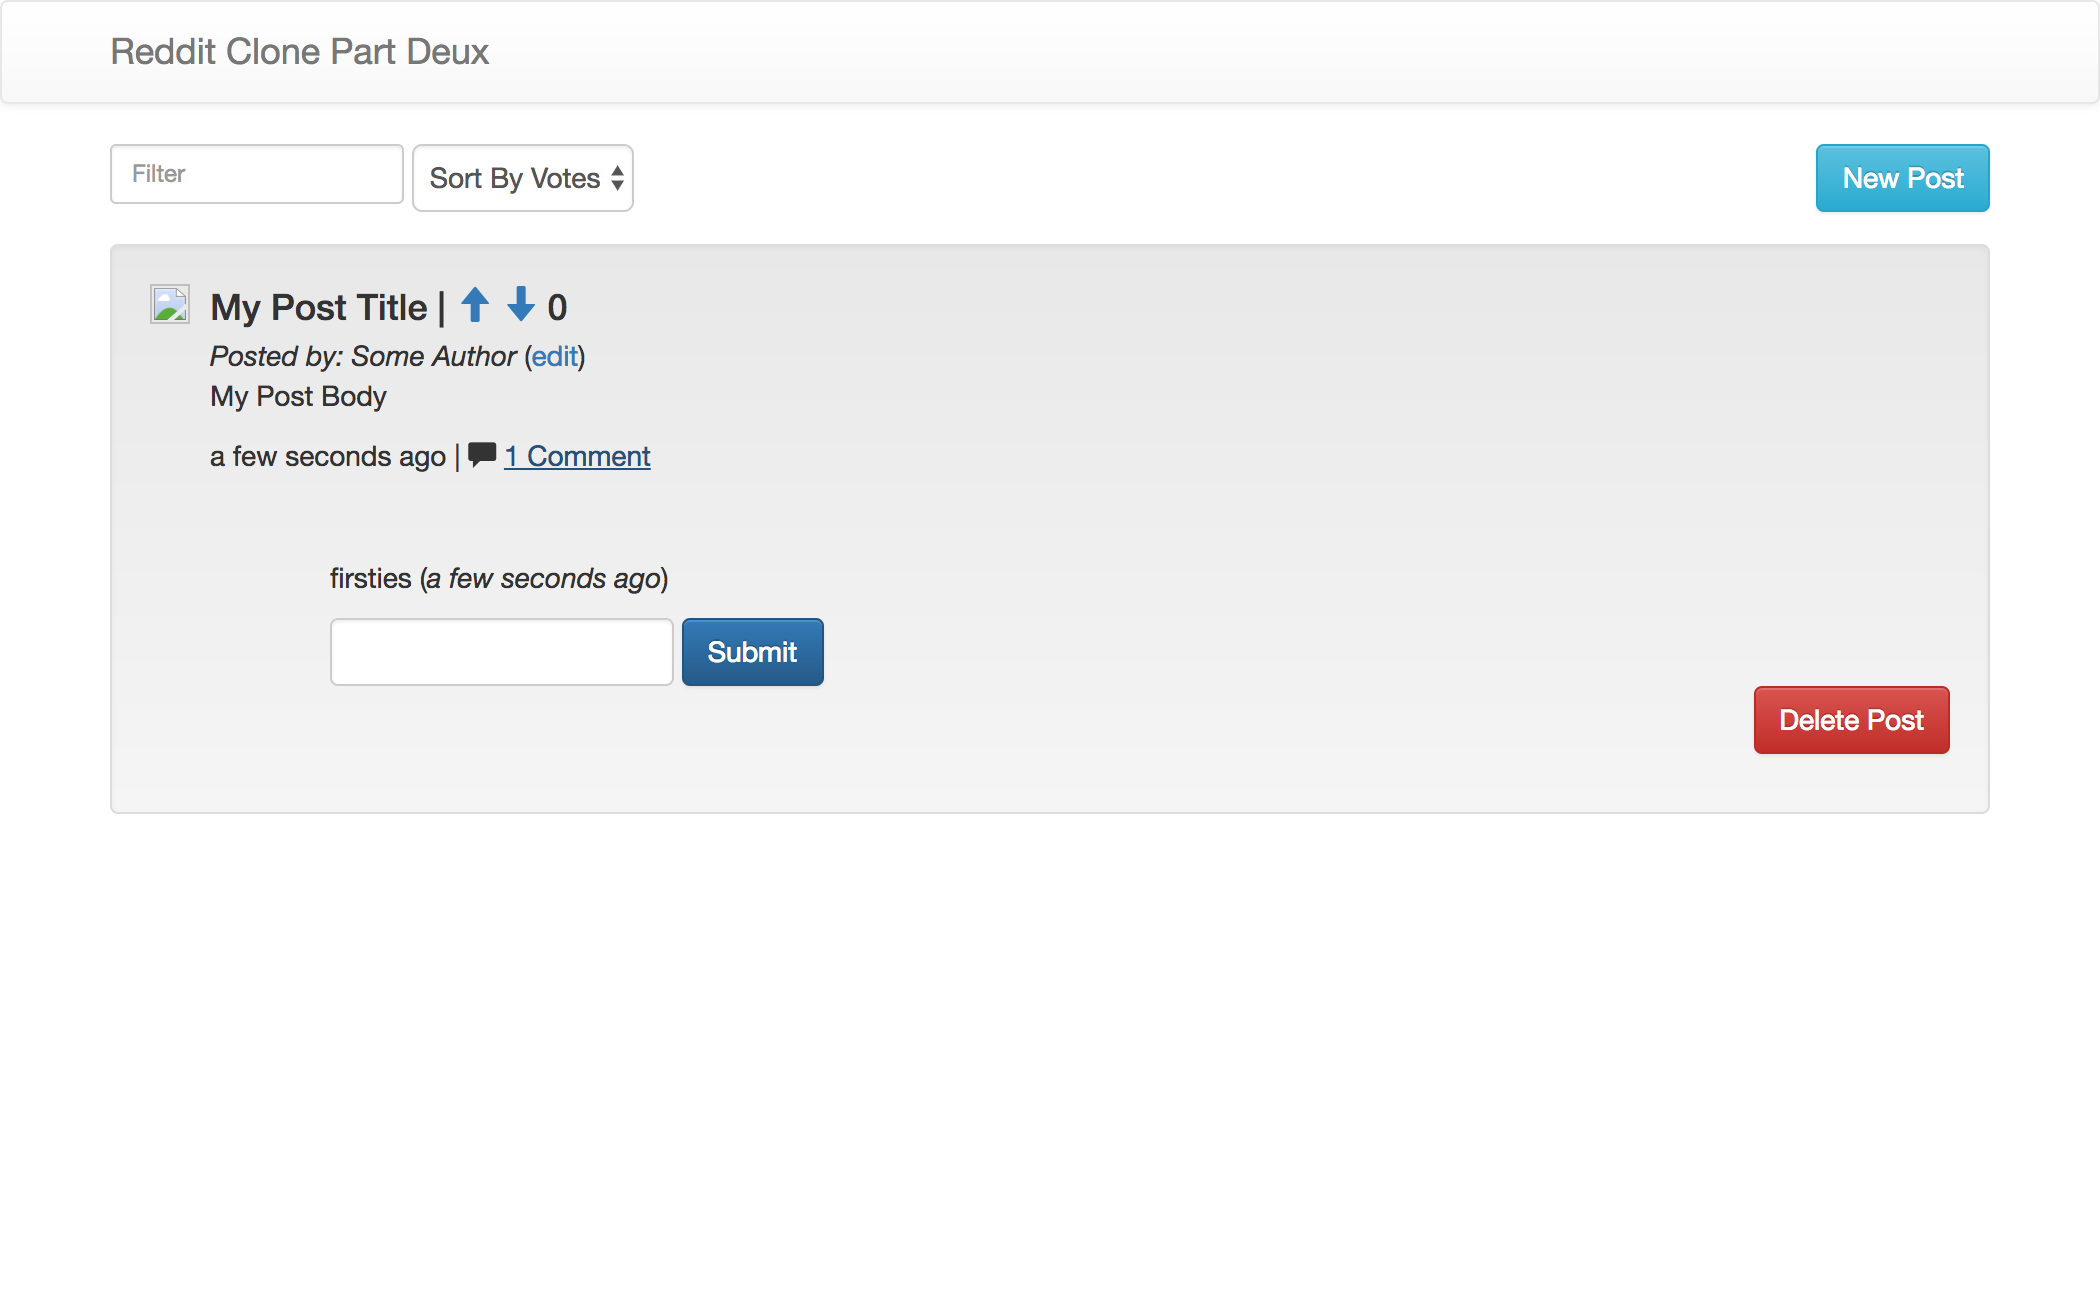 Reddit Clone Part Deux
Filter
Sort By Votes
New Post
My Post Title | 0
Posted by: Some Author (edit)
My Post Body
a few seconds ago | 1 Comment
firsties (a few seconds ago)
Submit
Delete Post